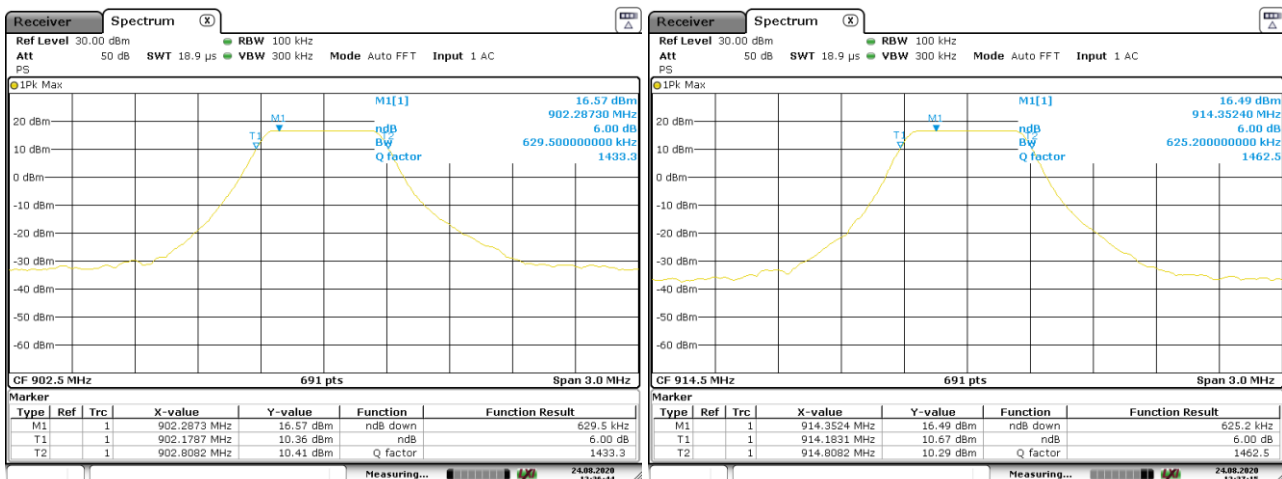 Receiver Spectrum X
Ref Level 30.00 dBm RBW 100 kHz
Att 50 dB SWT 18.9 µs VBW 300 kHz Mode Auto FFT Input 1 AC
PS
1Pk Max
M1[1] 16.57 dBm
902.28730 MHz
ndB 6.00 dB
BW 629.500000000 kHz
Q factor 1433.3
M1
T1
20 dBm
10 dBm
0 dBm
-10 dBm
-20 dBm
-30 dBm
-40 dBm
-50 dBm
-60 dBm
CF 902.5 MHz 691 pts Span 3.0 MHz
Marker
Type Ref Trc X-value Y-value Function Function Result
M1 1 902.2873 MHz 16.57 dBm ndB down 629.5 kHz
T1 1 902.1787 MHz 10.36 dBm ndB 6.00 dB
T2 1 902.8082 MHz 10.41 dBm Q factor 1433.3
Measuring... 24.08.2020
Receiver Spectrum X
Ref Level 30.00 dBm RBW 100 kHz
Att 50 dB SWT 18.9 µs VBW 300 kHz Mode Auto FFT Input 1 AC
PS
1Pk Max
M1[1] 16.49 dBm
914.35240 MHz
ndB 6.00 dB
BW 625.200000000 kHz
Q factor 1462.5
M1
T1
20 dBm
10 dBm
0 dBm
-10 dBm
-20 dBm
-30 dBm
-40 dBm
-50 dBm
-60 dBm
CF 914.5 MHz 691 pts Span 3.0 MHz
Marker
Type Ref Trc X-value Y-value Function Function Result
M1 1 914.3524 MHz 16.49 dBm ndB down 625.2 kHz
T1 1 914.1831 MHz 10.67 dBm ndB 6.00 dB
T2 1 914.8082 MHz 10.29 dBm Q factor 1462.5
Measuring... 24.08.2020